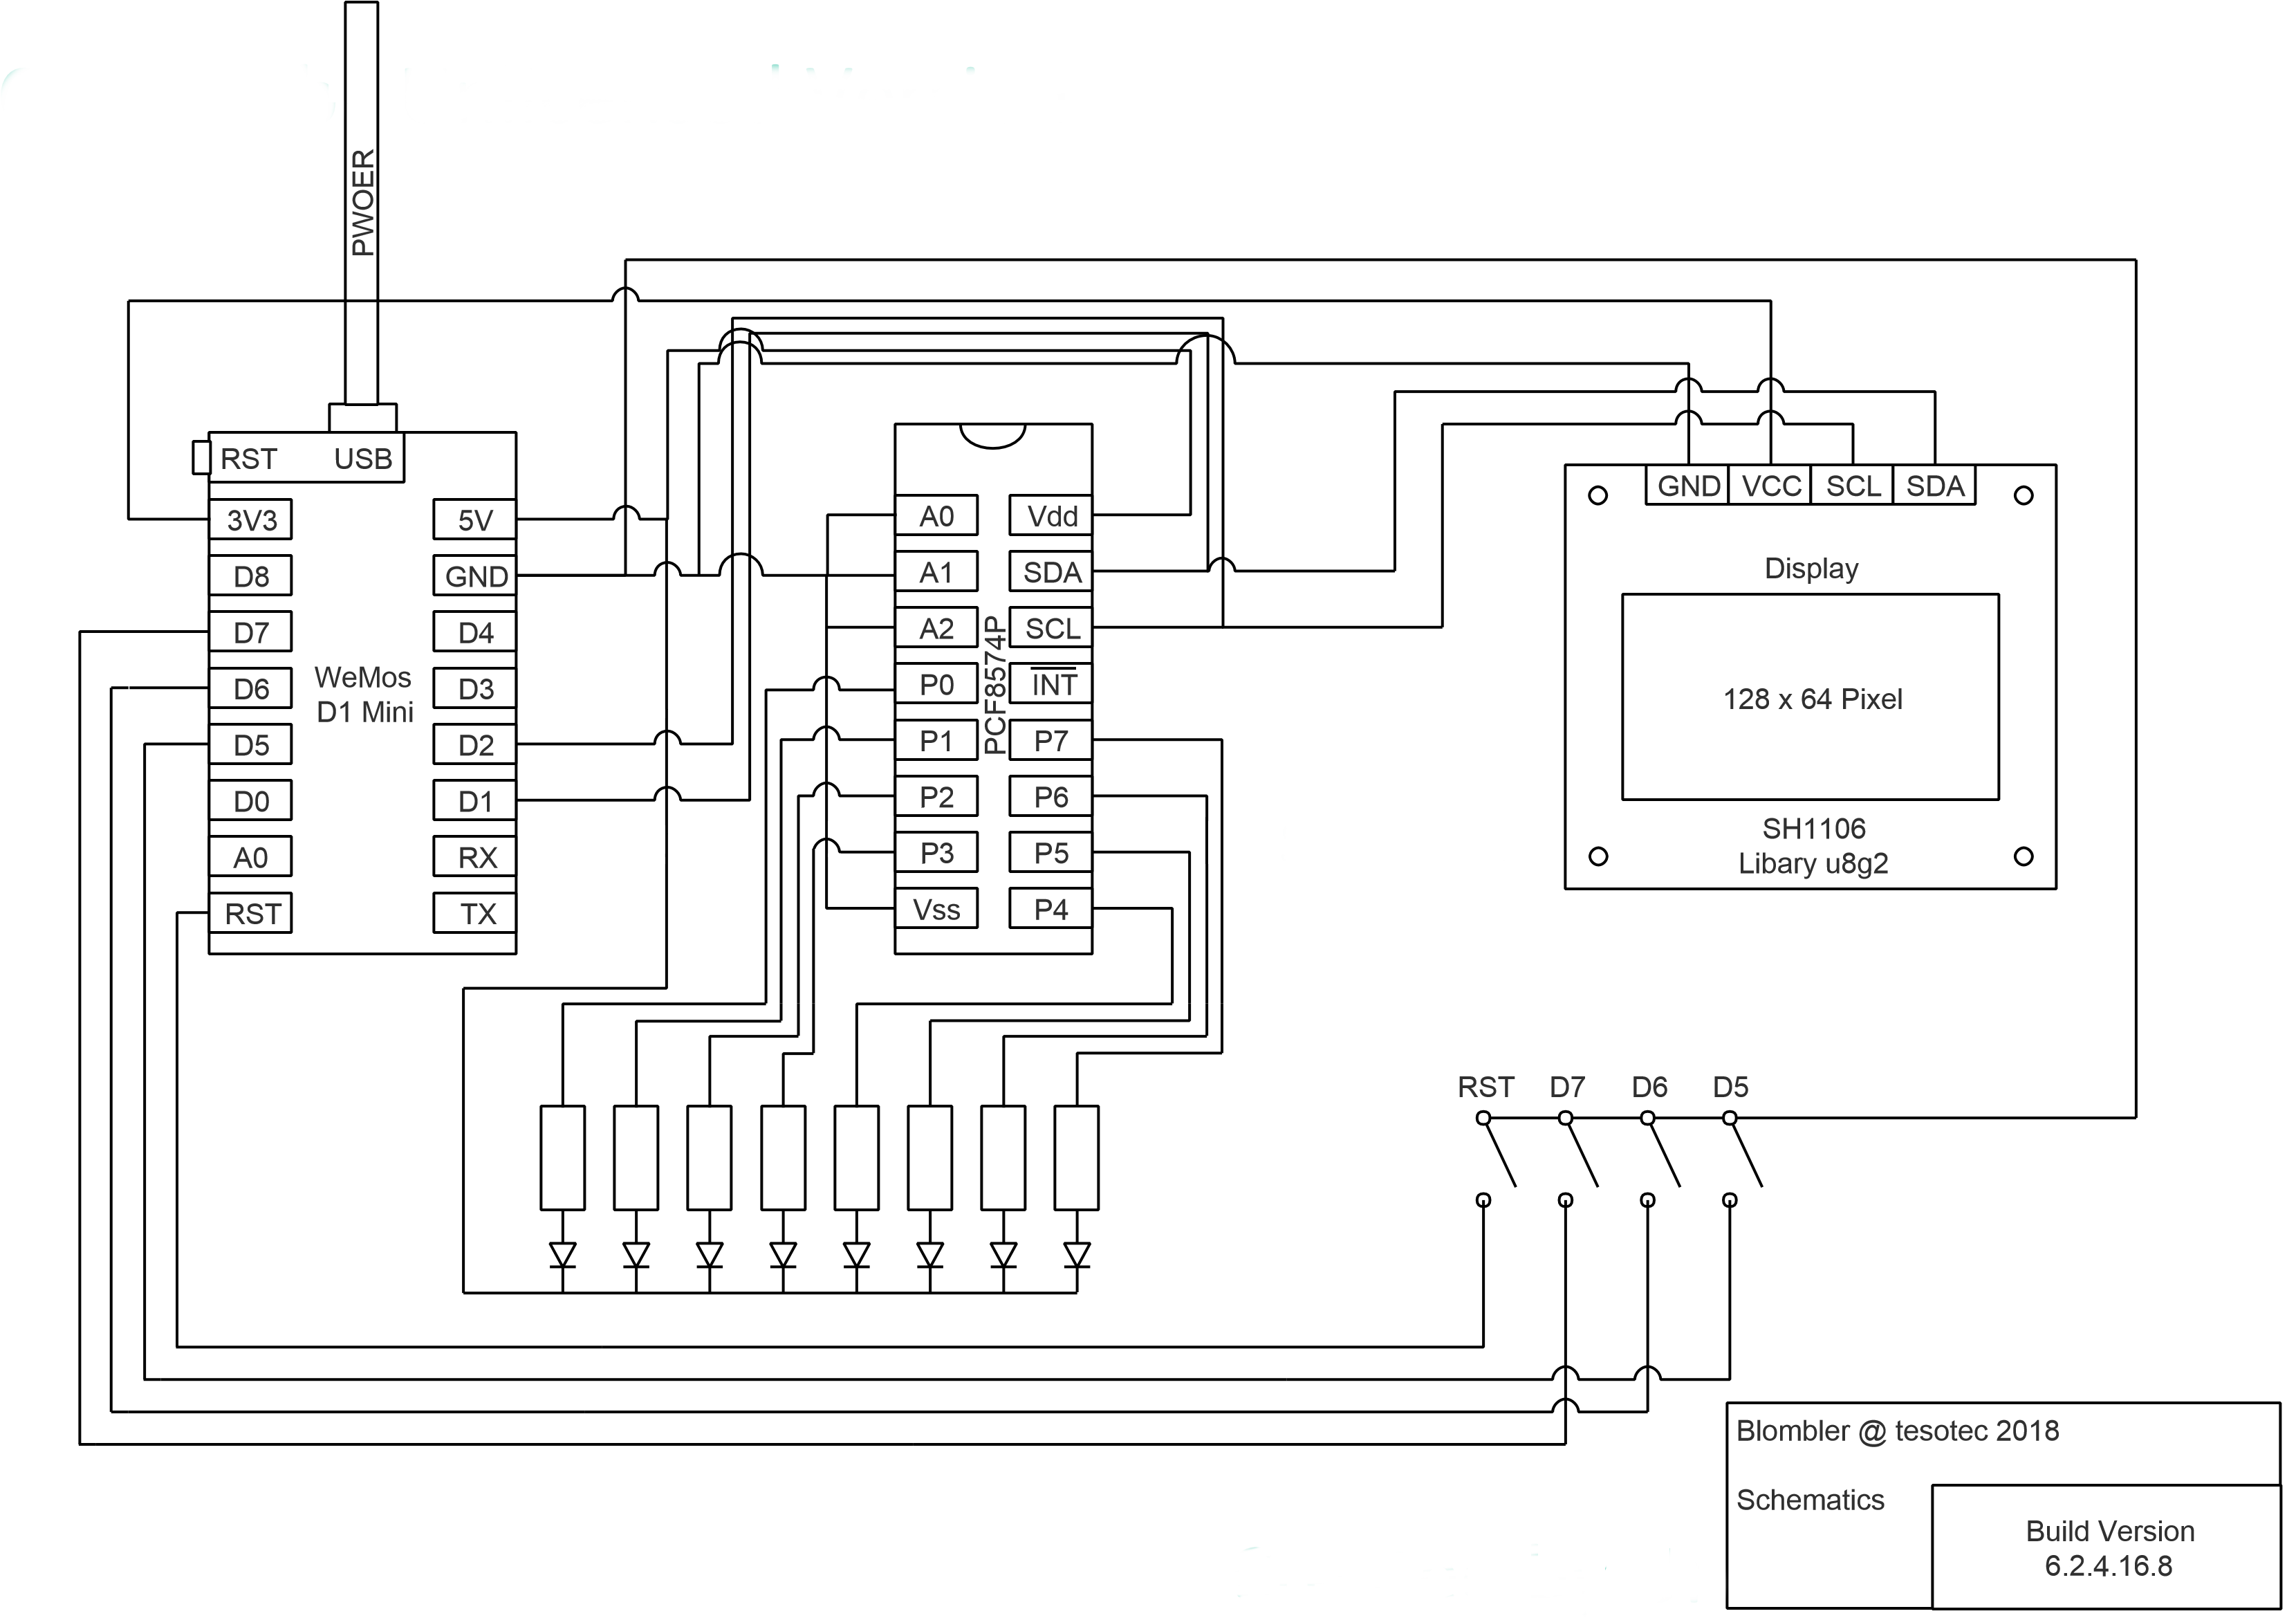 PWOER
RST USB
3V3 5V
D8 GND
D7 D4
D6 D3
D5 D2
D0 D1
A0 RX
RST TX
WeMos
D1 Mini
A0 Vdd
A1 SDA
A2 SCL
P0 INT
P1 P7
P2 P6
P3 P5
Vss P4
PCF8574P
GND VCC SCL SDA
Display
128 x 64 Pixel
SH1106
Libary u8g2
RST D7 D6 D5
Blombler @ tesotec 2018
Schematics
Build Version
6.2.4.16.8